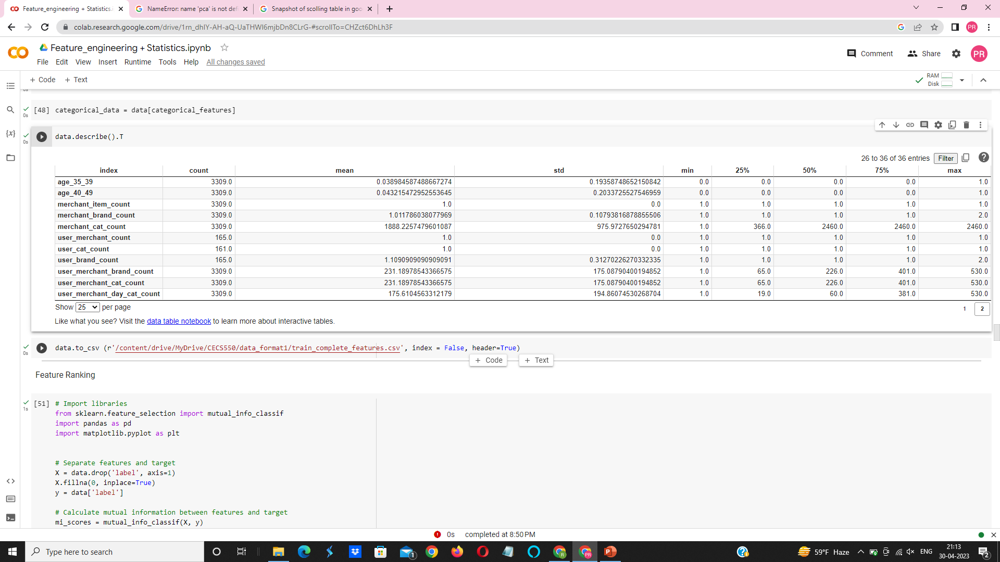 Feature_engineering + Statistics.i
NameError: name 'pca' is not defi
Snapshot of scolling table in goo
colab.research.google.com/drive/1rn_dhlY-AH-aQ-UaTHWl6mjbDn8CLrG-#scrollTo=CHZct6DhLh3F
PR
CO
Feature_engineering + Statistics.ipynb
Comment
Share
PR
File Edit View Insert Runtime Tools Help All changes saved
+ Code + Text
RAM
Disk
0s
[48] categorical_data = data[categorical_features]
0s
{x}
data.describe().T
0s
26 to 36 of 36 entries Filter
index count mean std min 25% 50% 75% max
age_35_39 3309.0 0.038984587488667274 0.19358748652150842 0.0 0.0 0.0 0.0 1.0
age_40_49 3309.0 0.043215472952553645 0.2033725527546959 0.0 0.0 0.0 0.0 1.0
merchant_item_count 3309.0 1.0 0.0 1.0 1.0 1.0 1.0 1.0
merchant_brand_count 3309.0 1.011786038077969 0.10793816878855506 1.0 1.0 1.0 1.0 2.0
merchant_cat_count 3309.0 1888.2257479601087 975.9727650294781 1.0 366.0 2460.0 2460.0 2460.0
user_merchant_count 165.0 1.0 0.0 1.0 1.0 1.0 1.0 1.0
user_cat_count 161.0 1.0 0.0 1.0 1.0 1.0 1.0 1.0
user_brand_count 165.0 1.1090909090909091 0.31270226270332335 1.0 1.0 1.0 1.0 2.0
user_merchant_brand_count 3309.0 231.18978543366575 175.08790400194852 1.0 65.0 226.0 401.0 530.0
user_merchant_cat_count 3309.0 231.18978543366575 175.08790400194852 1.0 65.0 226.0 401.0 530.0
user_merchant_day_cat_count 3309.0 175.6104563312179 194.86074530268704 1.0 19.0 60.0 381.0 530.0
Show 25 per page
1 2
Like what you see? Visit the data table notebook to learn more about interactive tables.
data.to_csv (r'/content/drive/MyDrive/CECS550/data_format1/train_complete_features.csv', index = False, header=True)
0s
+ Code + Text
Feature Ranking
[51] # Import libraries
1s
from sklearn.feature_selection import mutual_info_classif
import pandas as pd
import matplotlib.pyplot as plt
# Separate features and target
X = data.drop('label', axis=1)
X.fillna(0, inplace=True)
y = data['label']
# Calculate mutual information between features and target
mi_scores = mutual_info_classif(X, y)
0s completed at 8:50 PM
Type here to search
1
R
PR
P
59°F Haze
ENG
21:13
30-04-2023
2